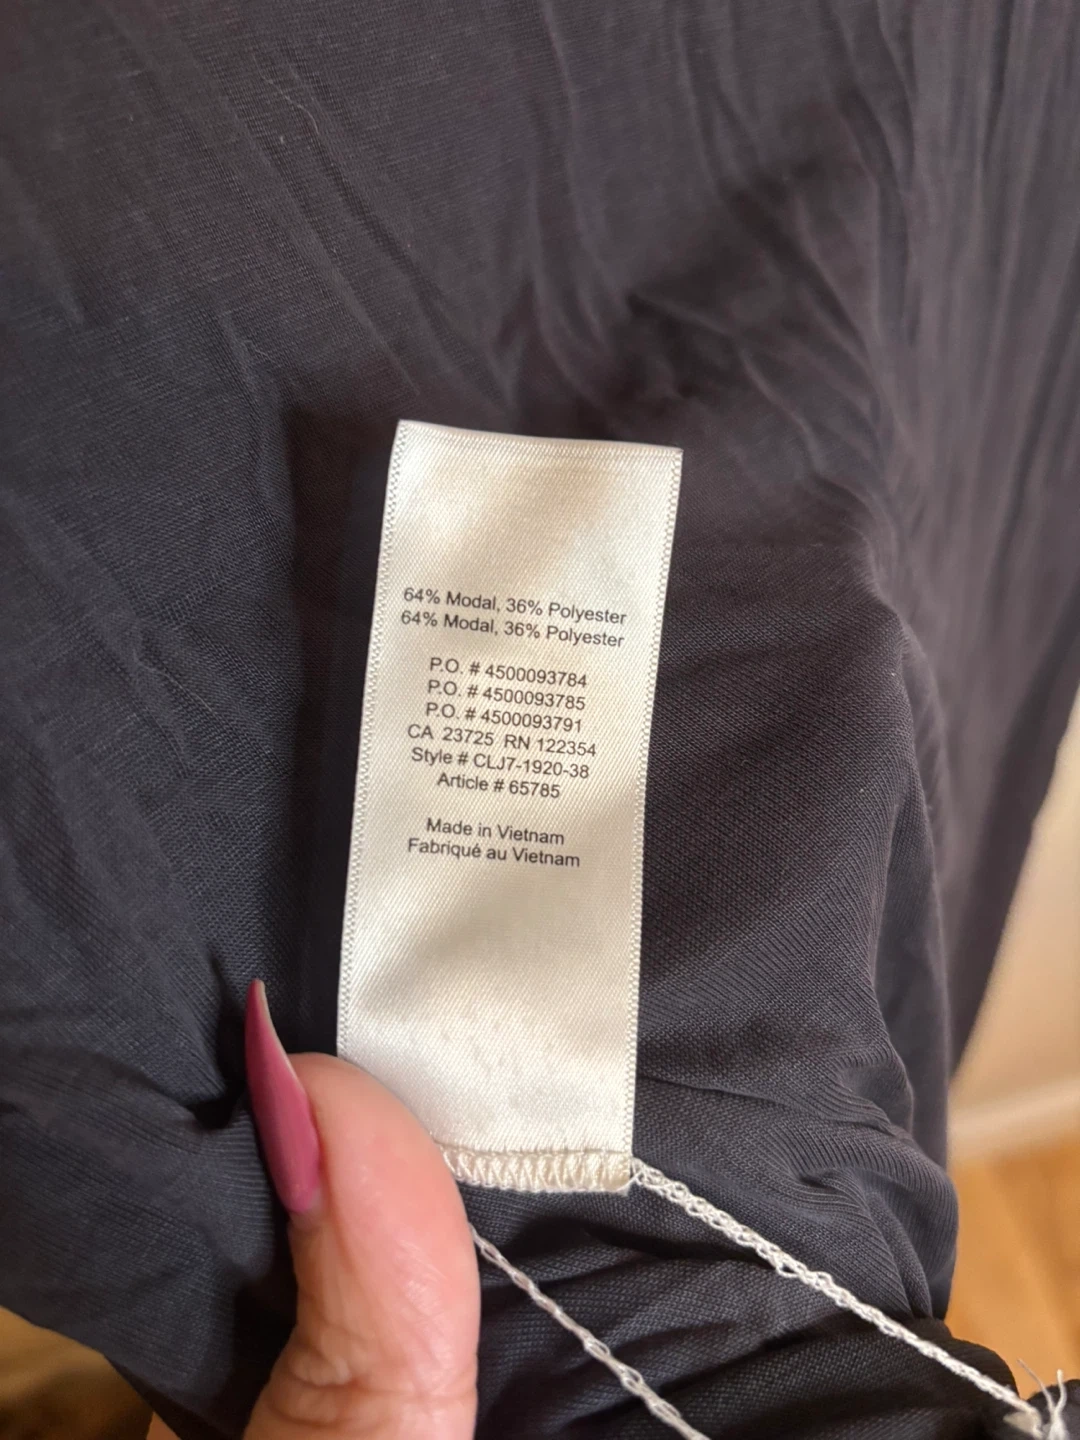 64% Modal, 36% Polyester
64% Modal, 36% Polyester
P.O. # 4500093784
P.O. # 4500093785
P.O. # 4500093791
CA 23725 RN 122354
Style # CLJ7-1920-38
Article # 65785
Made in Vietnam
Fabriqué au Vietnam